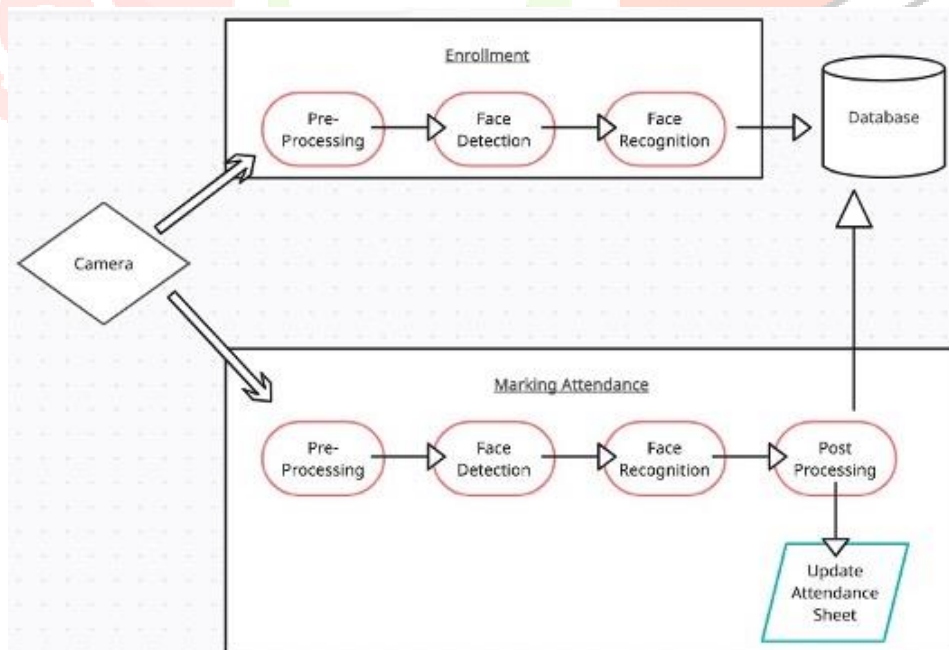 Enrollment
Pre-
Processing
Face
Detection
Face
Recognition
Database
Camera
Marking Attendance
Pre-
Processing
Face
Detection
Face
Recognition
Post
Processing
Update
Attendance
Sheet